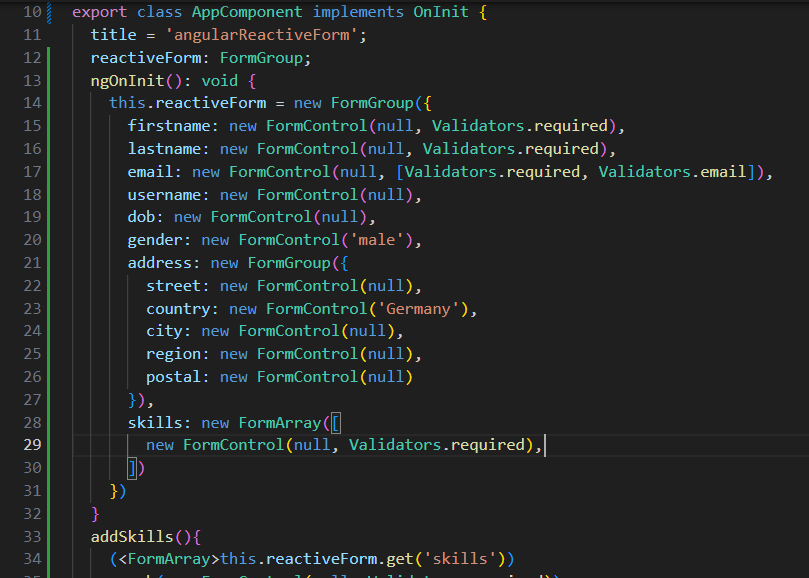 10 export class AppComponent implements OnInit {
11 title = 'angularReactiveForm';
12 reactiveForm: FormGroup;
13 ngOnInit(): void {
14 this.reactiveForm = new FormGroup({
15 firstname: new FormControl(null, Validators.required),
16 lastname: new FormControl(null, Validators.required),
17 email: new FormControl(null, [Validators.required, Validators.email]),
18 username: new FormControl(null),
19 dob: new FormControl(null),
20 gender: new FormControl('male'),
21 address: new FormGroup({
22 street: new FormControl(null),
23 country: new FormControl('Germany'),
24 city: new FormControl(null),
25 region: new FormControl(null),
26 postal: new FormControl(null)
27 }),
28 skills: new FormArray([
29 new FormControl(null, Validators.required),
30 ])
31 })
32 }
33 addSkills(){
34 (<FormArray>this.reactiveForm.get('skills'))